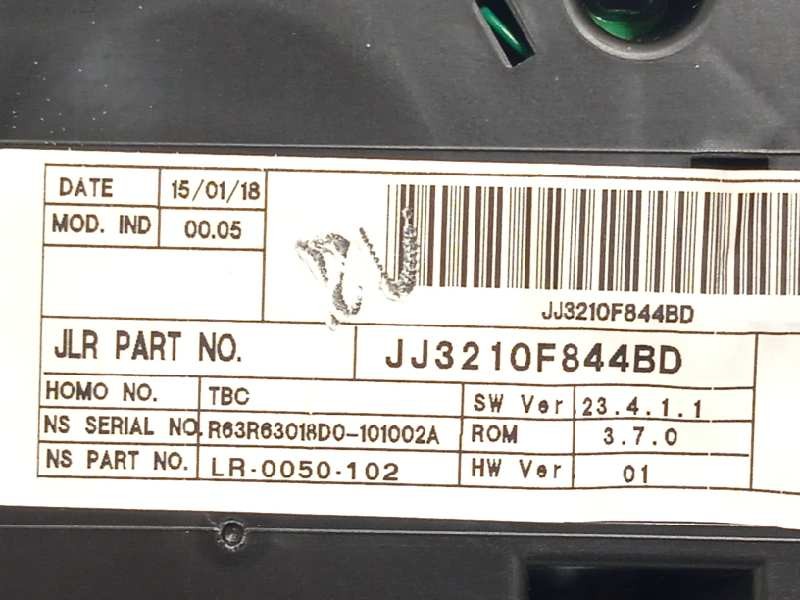 DATE 15/01/18
MOD. IND 00.05
JJ3210F844BD
JLR PART NO. JJ3210F844BD
HOMO NO. TBC SW Ver 23.4.1.1
NS SERIAL NO. R63R63018D0-101002A ROM 3.7.0
NS PART NO. LR-0050-102 HW Ver 01